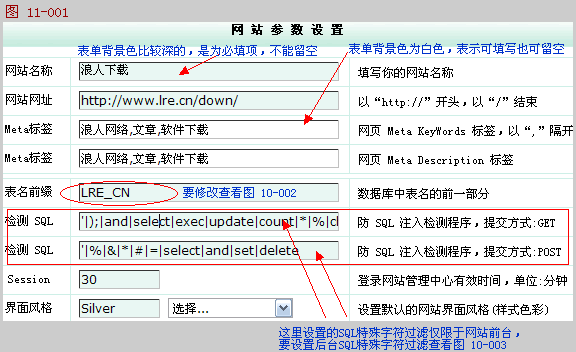 图 11-001
网 站 参 数 设 置
表单背景色比较深的，是为必填项，不能留空
表单背景色为白色，表示可填写也可留空
网站名称 浪人下载 填写你的网站名称
网站网址 http://www.lre.cn/down/ 以“http://”开头，以“/”结束
Meta标签 浪人网络,文章,软件下载 网页 Meta KeyWords 标签，以“,”隔开
Meta标签 浪人网络,文章,软件下载 网页 Meta Description 标签
表名前缀 LRE_CN 要修改查看图 10-002 数据库中表名的前一部分
检测 SQL '|);|and|select|exec|update|count|*|%|cl 防 SQL 注入检测程序，提交方式:GET
检测 SQL '|%|&|*|#|=|select|and|set|delete 防 SQL 注入检测程序，提交方式:POST
Session 30 登录网站管理中心有效时间，单位:分钟
界面风格 Silver 选择... 设置默认的网站界面风格(样式色彩)
这里设置的SQL特殊字符过滤仅限于网站前台，
要设置后台SQL特殊字符过滤查看图 10-003